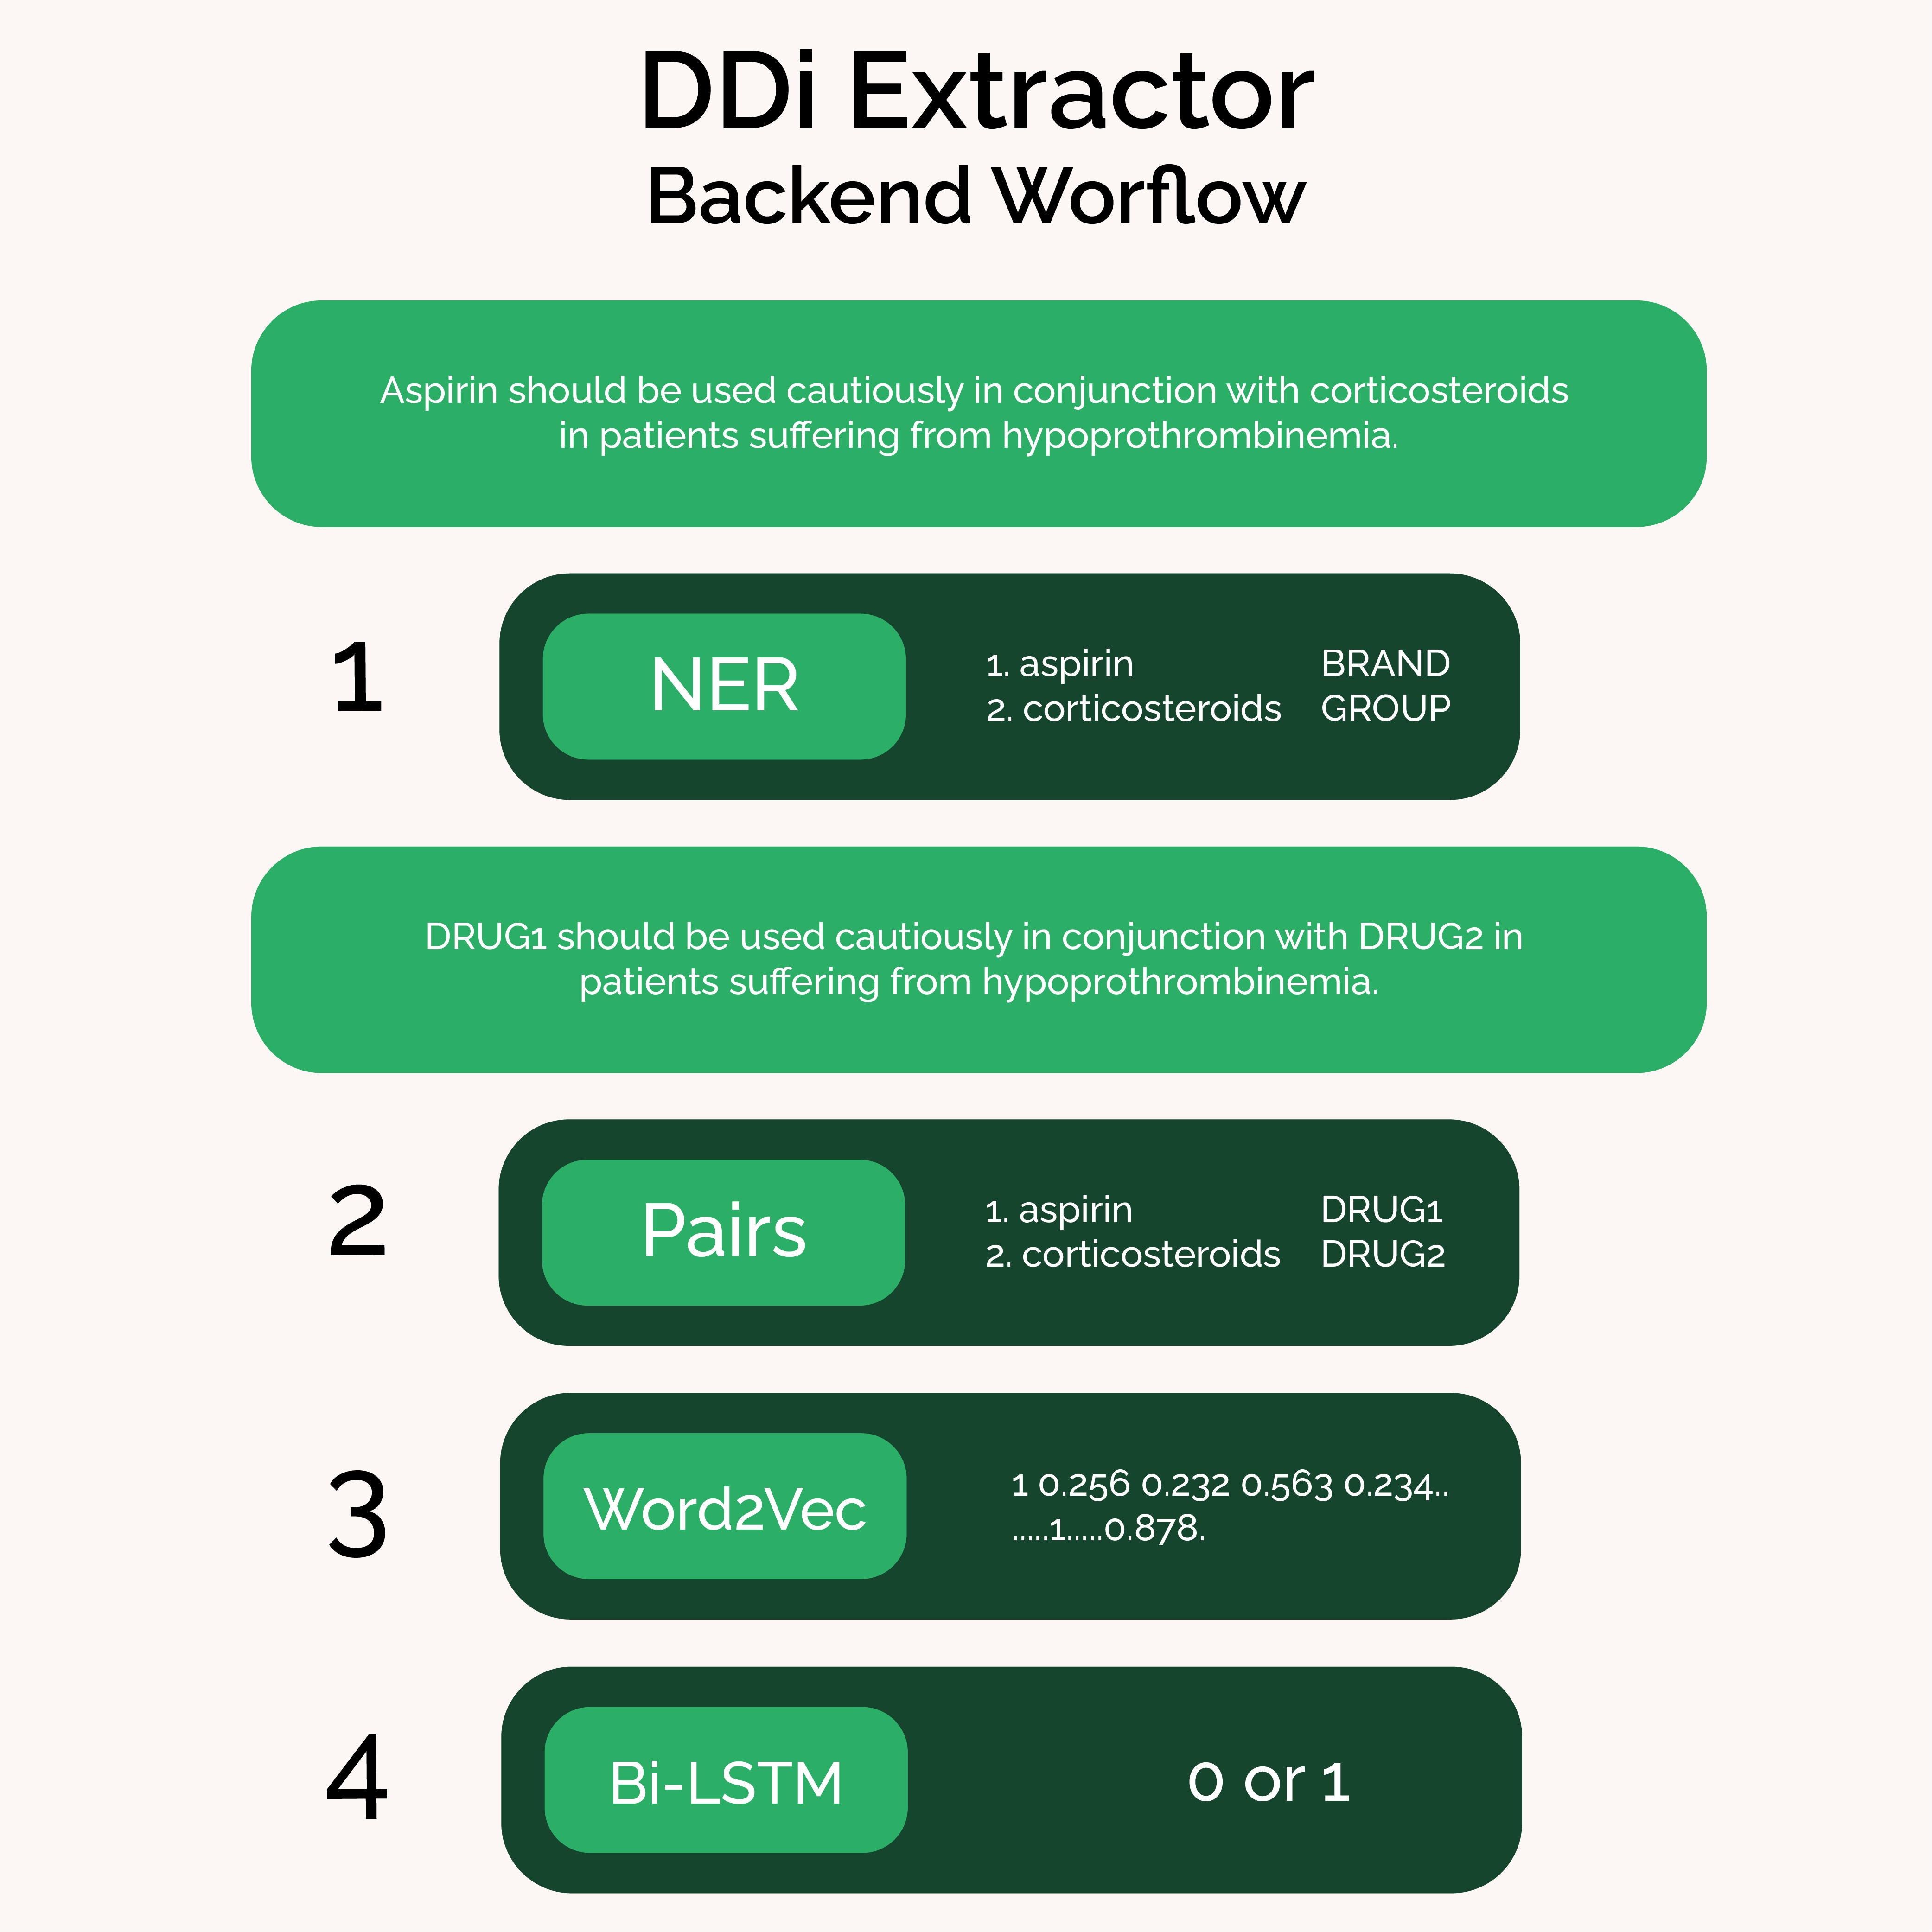 DDi Extractor
Backend Worflow
Aspirin should be used cautiously in conjunction with corticosteroids
in patients suffering from hypoprothrombinemia.
1
NER
1. aspirin BRAND
2. corticosteroids GROUP
DRUG1 should be used cautiously in conjunction with DRUG2 in
patients suffering from hypoprothrombinemia.
2
Pairs
1. aspirin DRUG1
2. corticosteroids DRUG2
3
Word2Vec
1 0.256 0.232 0.563 0.234..
.....1.....0.878.
4
Bi-LSTM
0 or 1